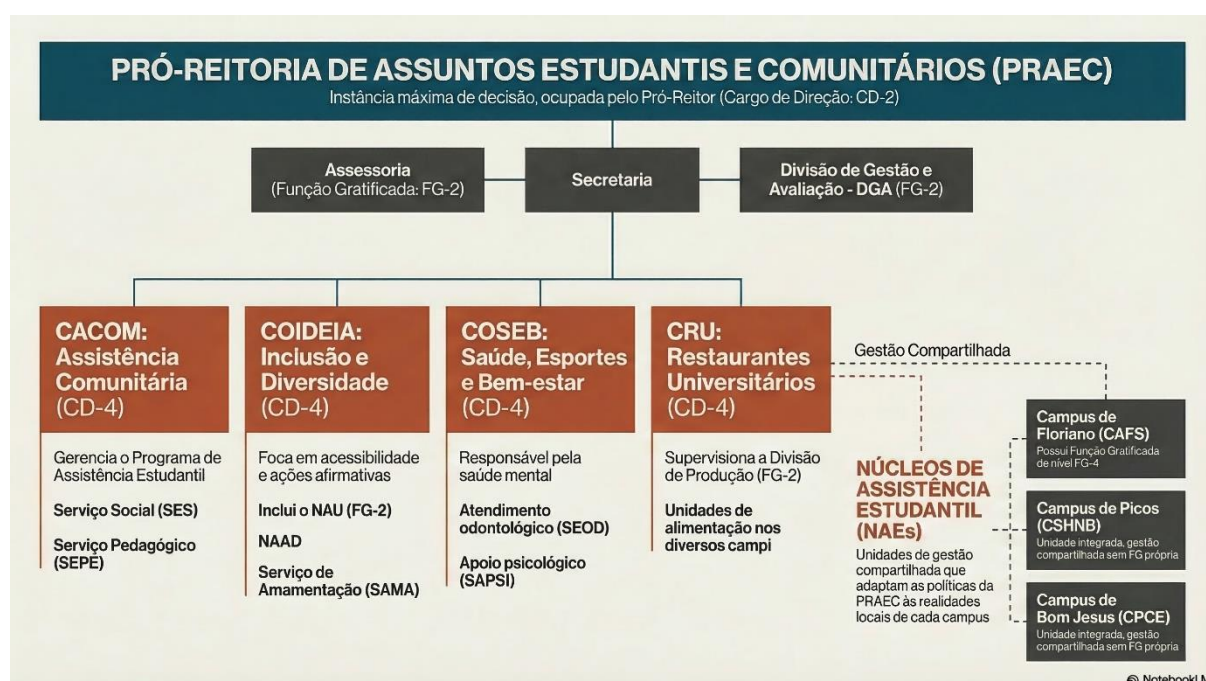 PRÓ-REITORIA DE ASSUNTOS ESTUDANTIS E COMUNITÁRIOS (PRAEC)
Instância máxima de decisão, ocupada pelo Pró-Reitor (Cargo de Direção: CD-2)
Assessoria
(Função Gratificada: FG-2)
Secretaria
Divisão de Gestão e
Avaliação - DGA (FG-2)
CACOM:
Assistência
Comunitária
(CD-4)
Gerencia o Programa de
Assistência Estudantil
Serviço Social (SES)
Serviço Pedagógico
(SEPE)
COIDEIA:
Inclusão e
Diversidade
(CD-4)
Foca em acessibilidade
e ações afirmativas
Inclui o NAU (FG-2)
NAAD
Serviço de
Amamentação (SAMA)
COSEB:
Saúde, Esportes
e Bem-estar
(CD-4)
Responsável pela
saúde mental
Atendimento
odontológico (SEOD)
Apoio psicológico
(SAPSI)
CRU:
Restaurantes
Universitários
(CD-4)
Supervisiona a Divisão
de Produção (FG-2)
Unidades de
alimentação nos
diversos campi
Gestão Compartilhada
NÚCLEOS DE
ASSISTÊNCIA
ESTUDANTIL
(NAEs)
Unidades de gestão
compartilhada que
adaptam as políticas da
PRAEC às realidades
locais de cada campus
Campus de
Floriano (CAFS)
Possui Função Gratificada
de nível FG-4
Campus de Picos
(CSHNB)
Unidade integrada, gestão
compartilhada sem FG própria
Campus de
Bom Jesus (CPCE)
Unidade integrada, gestão
compartilhada sem FG própria
NotebookLM